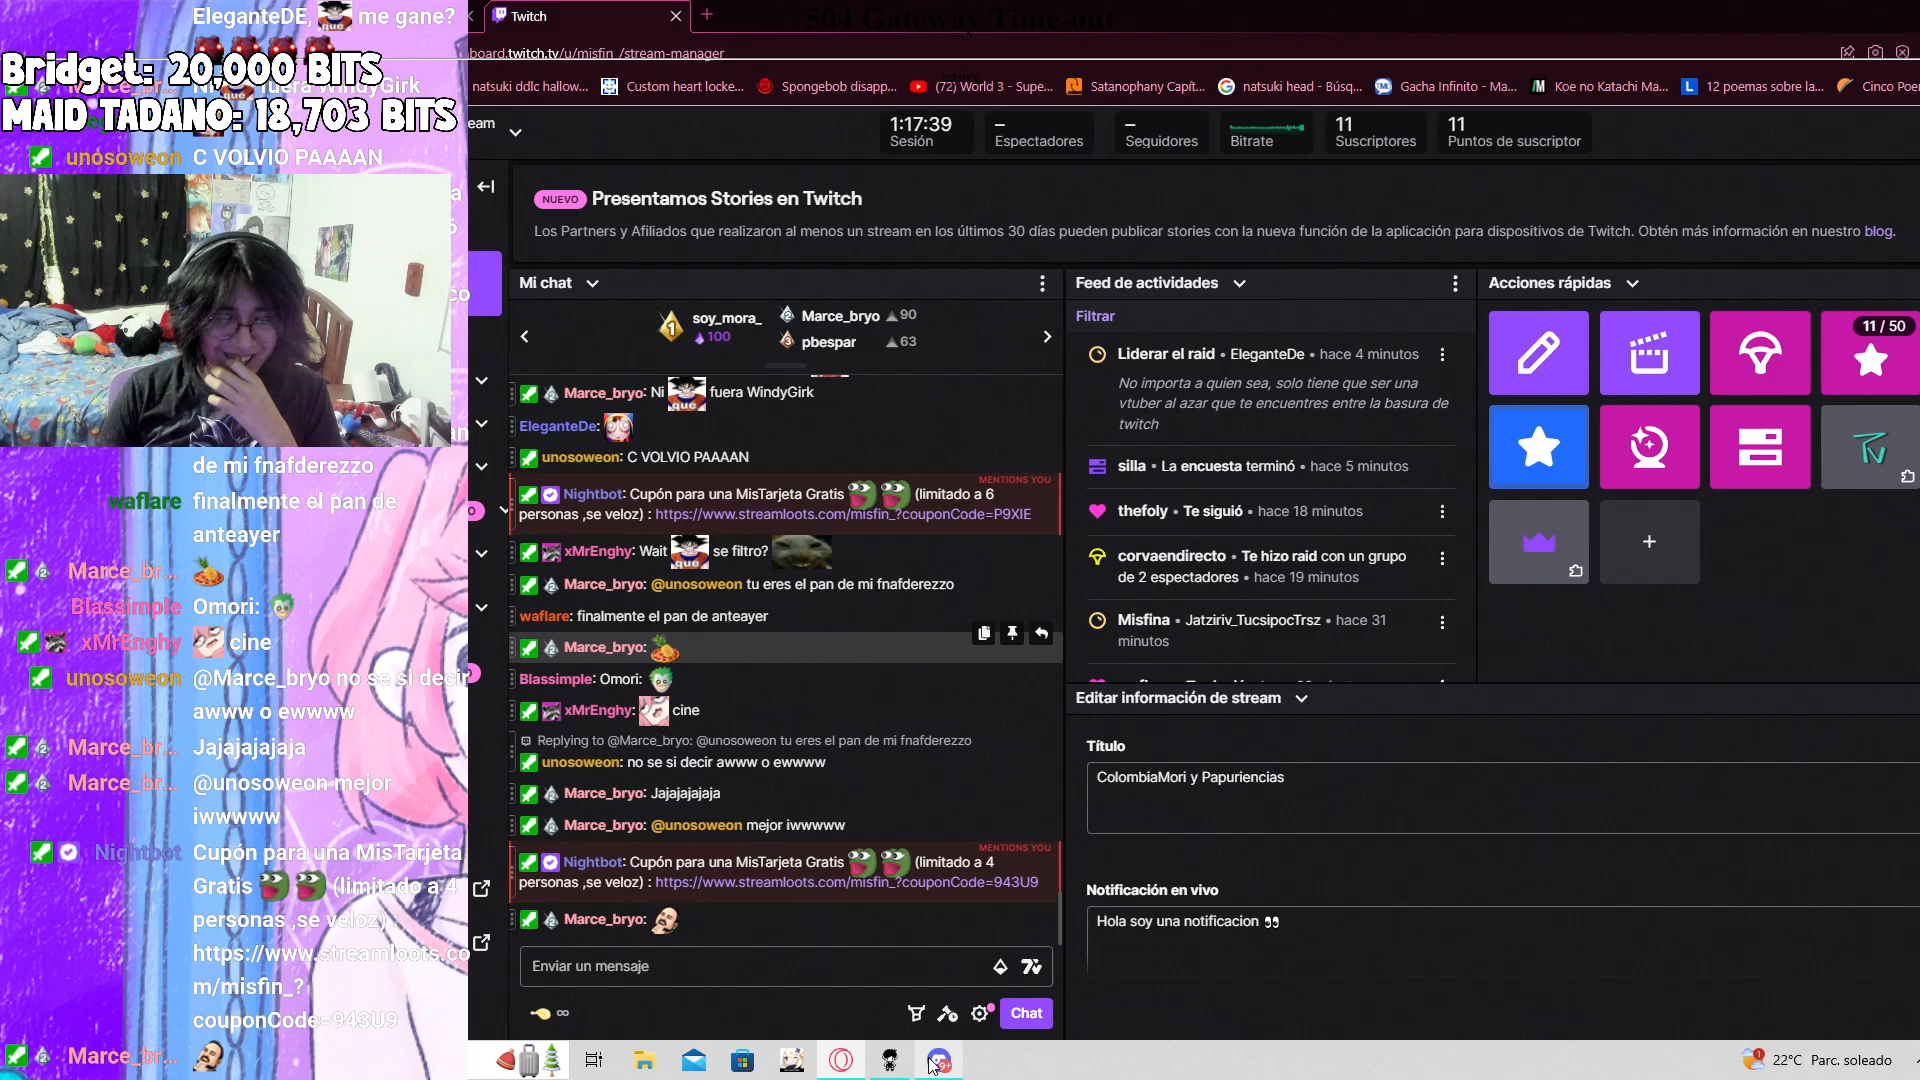 EleganteDE, que me gane?
Bridget: 20,000 BITS
fuera WindyGirk
MAID TADANO: 18,703 BITS
unosoweon C VOLVIO PAAAAN
de mi fnafderezzo
waflare finalmente el pan de
anteayer
Marce_br...
Blassimple Omori:
xMrEnghy cine
unosoweon @Marce_bryo no se si decir
awww o ewwww
Marce_br... Jajajajajaja
Marce_br... @unosoweon mejor
iwwwww
Nightbot Cupón para una MisTarjeta
Gratis (limitado a 4
personas ,se veloz) :
https://www.streamloots.co
m/misfin_?
couponCode=943U9
Marce_br...
Twitch
504 Gateway Time-out
board.twitch.tv/u/misfin_/stream-manager
natsuki ddlc hallow...
Custom heart locke...
Spongebob disapp...
(72) World 3 - Supe...
Satanophany Capít...
natsuki head - Búsq...
Gacha Infinito - Ma...
Koe no Katachi Ma...
L 12 poemas sobre la...
Cinco Poe
eam
1:17:39
Sesión
–
Espectadores
–
Seguidores
Bitrate
11
Suscriptores
11
Puntos de suscriptor
NUEVO Presentamos Stories en Twitch
Los Partners y Afiliados que realizaron al menos un stream en los últimos 30 días pueden publicar stories con la nueva función de la aplicación para dispositivos de Twitch. Obtén más información en nuestro blog.
Mi chat
1 soy_mora_
100
2 Marce_bryo 90
3 pbespar 63
Marce_bryo: Ni que fuera WindyGirk
EleganteDe:
unosoweon: C VOLVIO PAAAAN
MENTIONS YOU
Nightbot: Cupón para una MisTarjeta Gratis (limitado a 6
personas ,se veloz) : https://www.streamloots.com/misfin_?couponCode=P9XIE
xMrEnghy: Wait que se filtro?
Marce_bryo: @unosoweon tu eres el pan de mi fnafderezzo
waflare: finalmente el pan de anteayer
Marce_bryo:
Blassimple: Omori:
xMrEnghy: cine
Replying to @Marce_bryo: @unosoweon tu eres el pan de mi fnafderezzo
unosoweon: no se si decir awww o ewwww
Marce_bryo: Jajajajajaja
Marce_bryo: @unosoweon mejor iwwwww
MENTIONS YOU
Nightbot: Cupón para una MisTarjeta Gratis (limitado a 4
personas ,se veloz) : https://www.streamloots.com/misfin_?couponCode=943U9
Marce_bryo:
Enviar un mensaje
∞
Chat
Feed de actividades
Filtrar
Liderar el raid • EleganteDe • hace 4 minutos
No importa a quien sea, solo tiene que ser una
vtuber al azar que te encuentres entre la basura de
twitch
silla • La encuesta terminó • hace 5 minutos
thefoly • Te siguió • hace 18 minutos
corvaendirecto • Te hizo raid con un grupo
de 2 espectadores • hace 19 minutos
Misfina • Jatziriv_TucsipocTrsz • hace 31
minutos
Acciones rápidas
11 / 50
+
Editar información de stream
Título
ColombiaMori y Papuriencias
Notificación en vivo
Hola soy una notificacion 👀
9+
1
22°C Parc. soleado